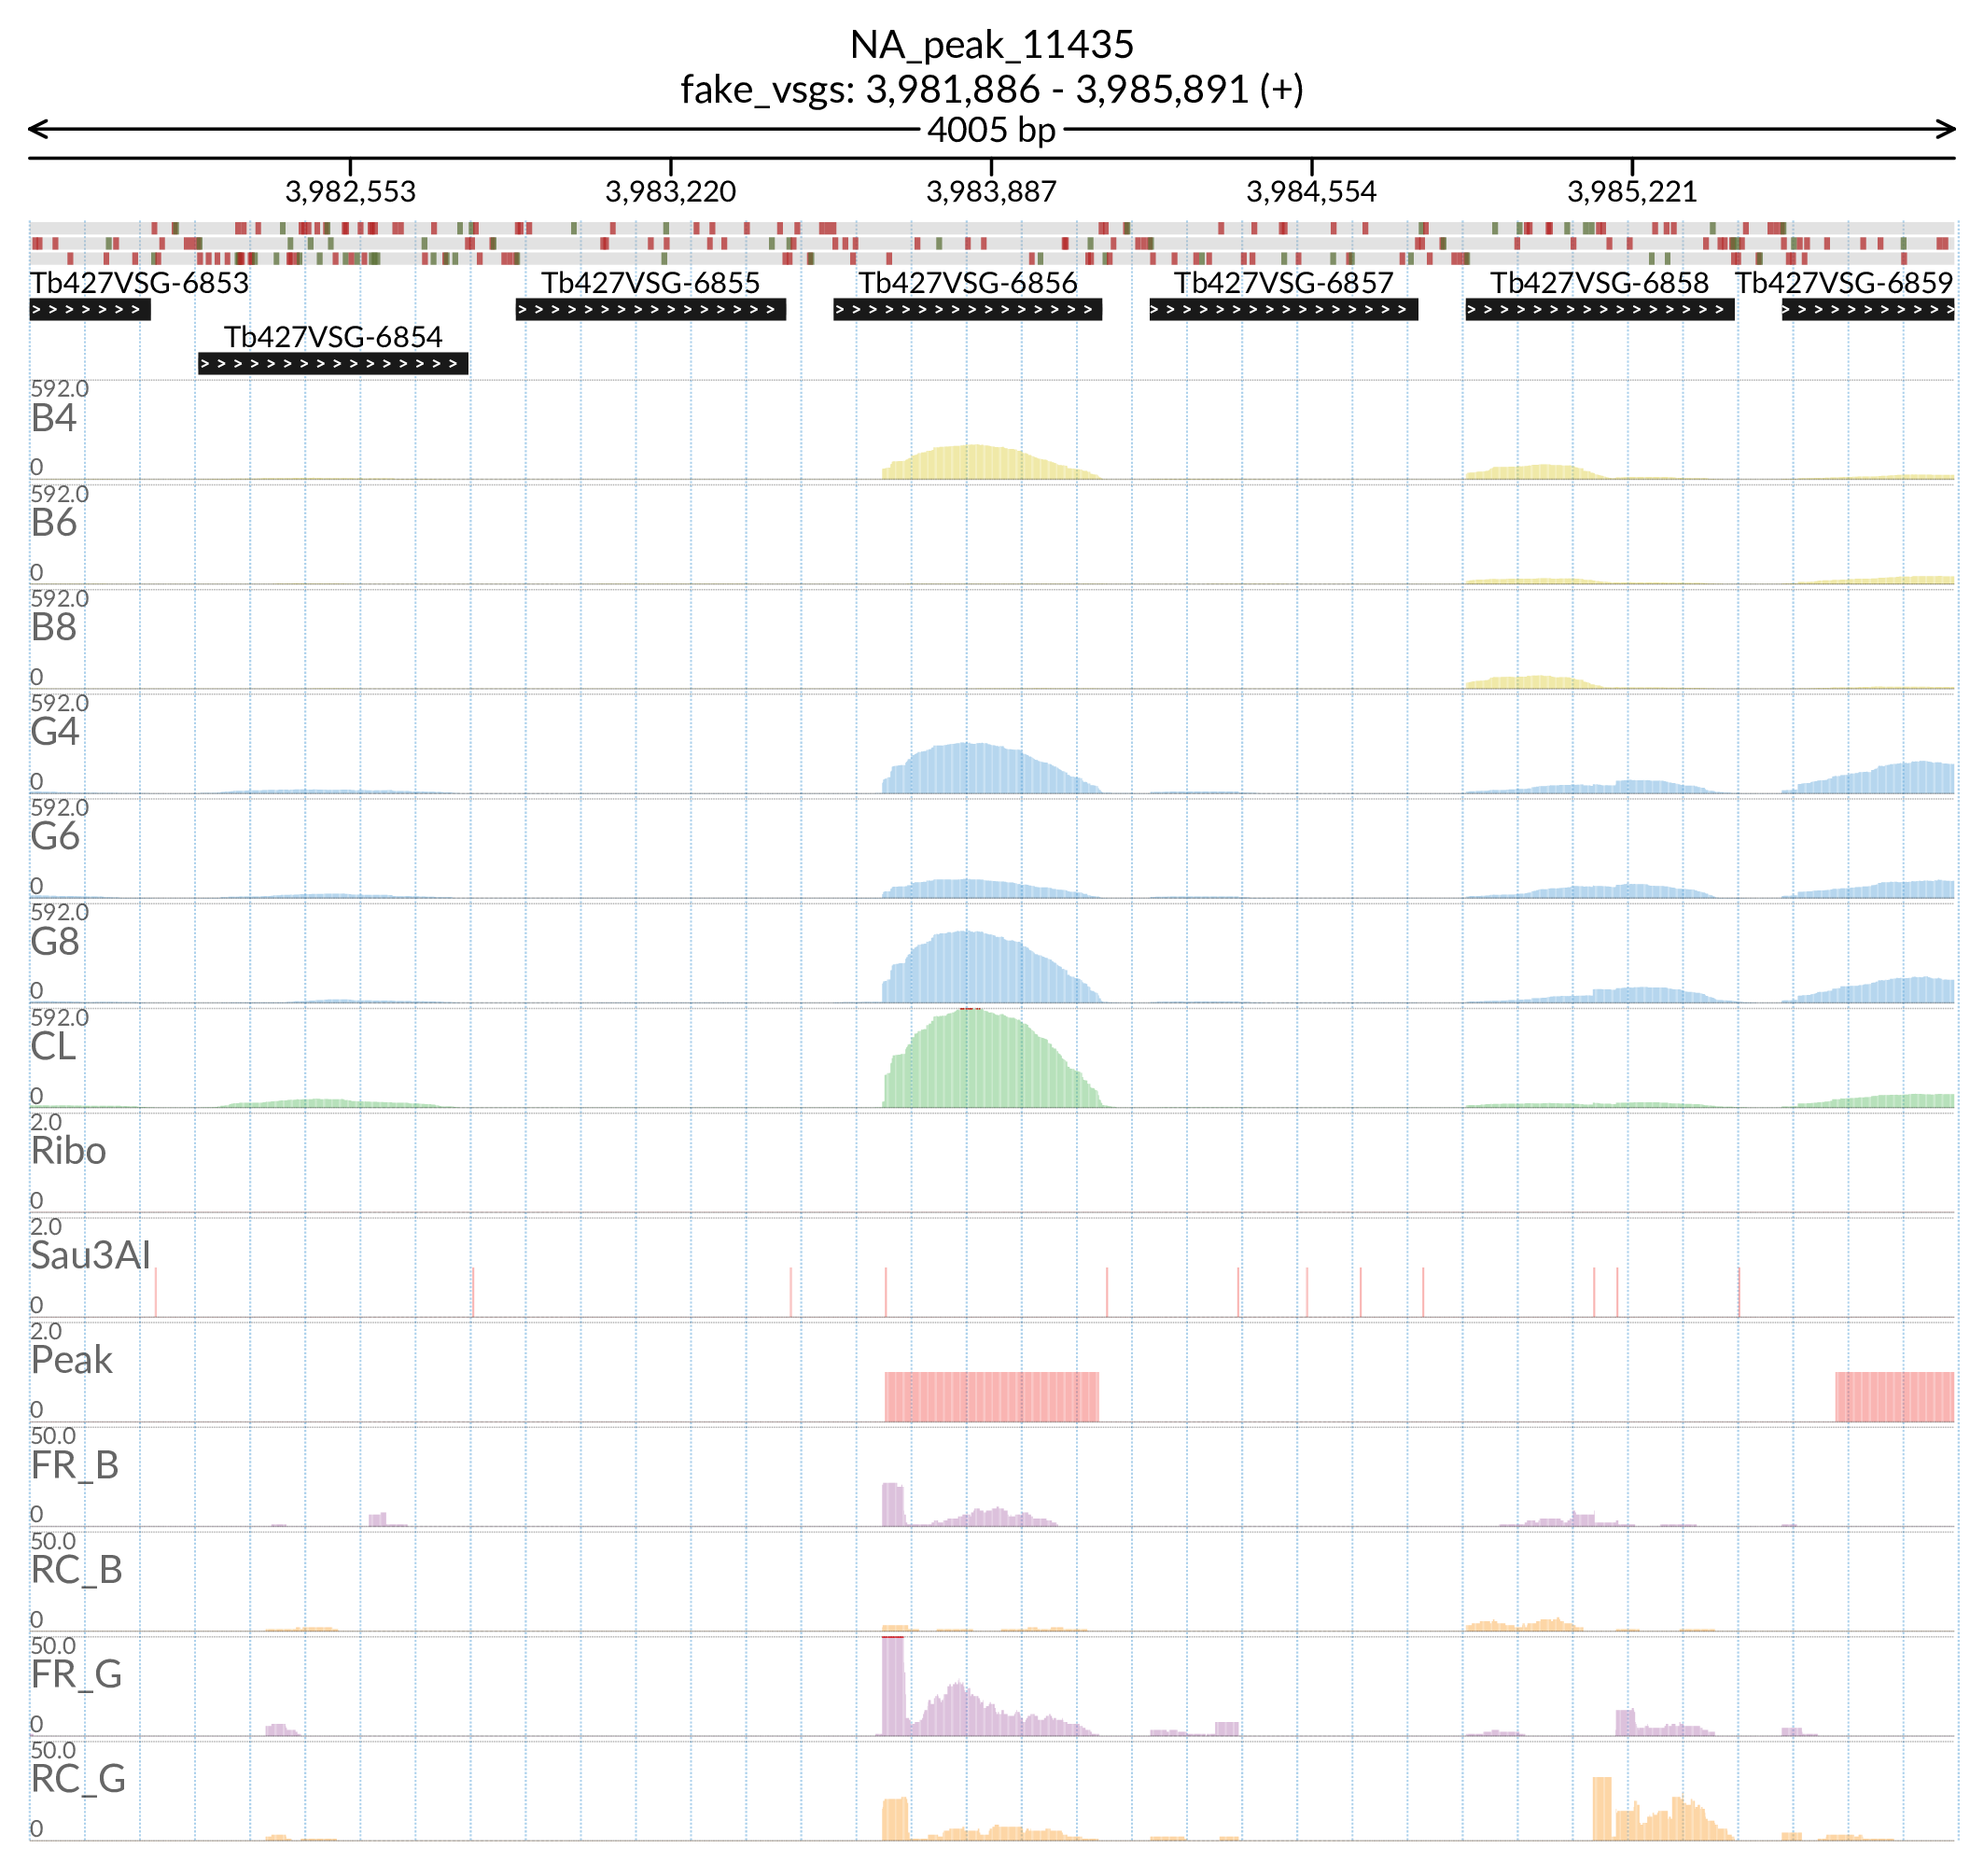 NA_peak_11435
fake_vsgs: 3,981,886 - 3,985,891 (+)
4005 bp
3,982,553 3,983,220 3,983,887 3,984,554 3,985,221
Tb427VSG-6853 Tb427VSG-6855 Tb427VSG-6856 Tb427VSG-6857 Tb427VSG-6858 Tb427VSG-6859
Tb427VSG-6854
592.0
B4
0
592.0
B6
0
592.0
B8
0
592.0
G4
0
592.0
G6
0
592.0
G8
0
592.0
CL
0
2.0
Ribo
0
2.0
Sau3AI
0
2.0
Peak
0
50.0
FR_B
0
50.0
RC_B
0
50.0
FR_G
0
50.0
RC_G
0